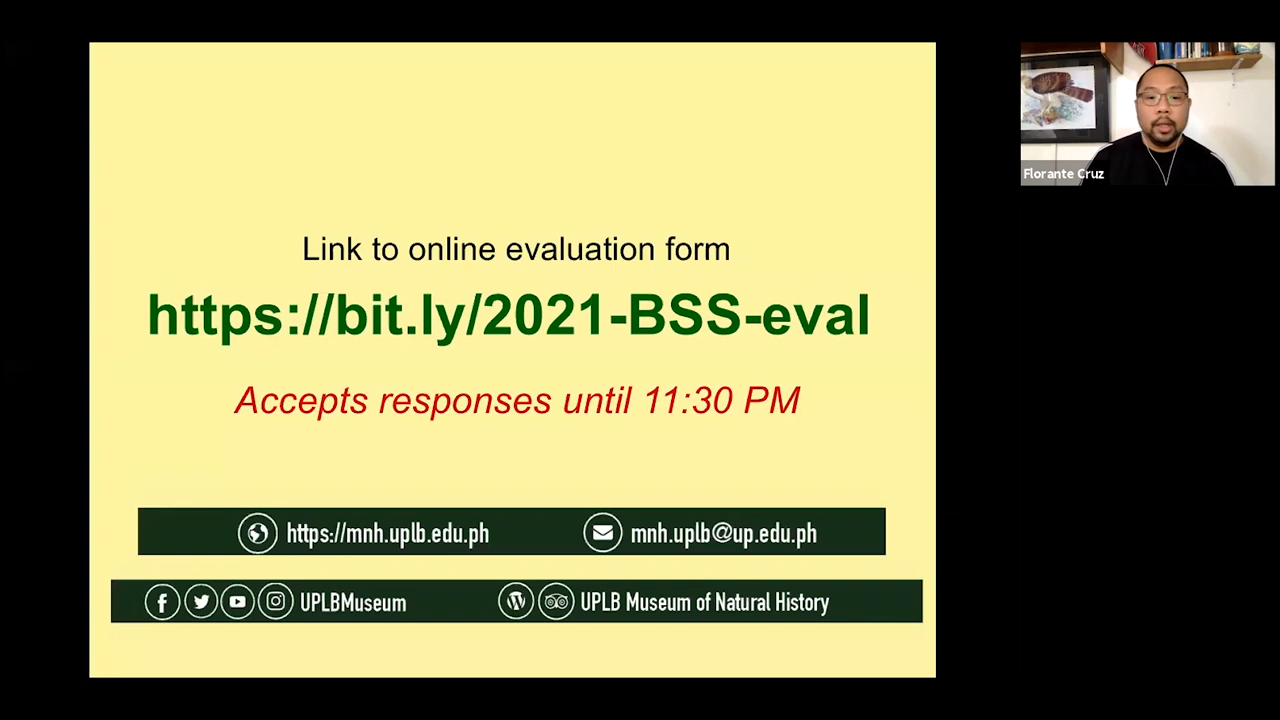 Link to online evaluation form
https://bit.ly/2021-BSS-eval
Accepts responses until 11:30 PM
https://mnh.uplb.edu.ph mnh.uplb@up.edu.ph
UPLBMuseum UPLB Museum of Natural History
Florante Cruz